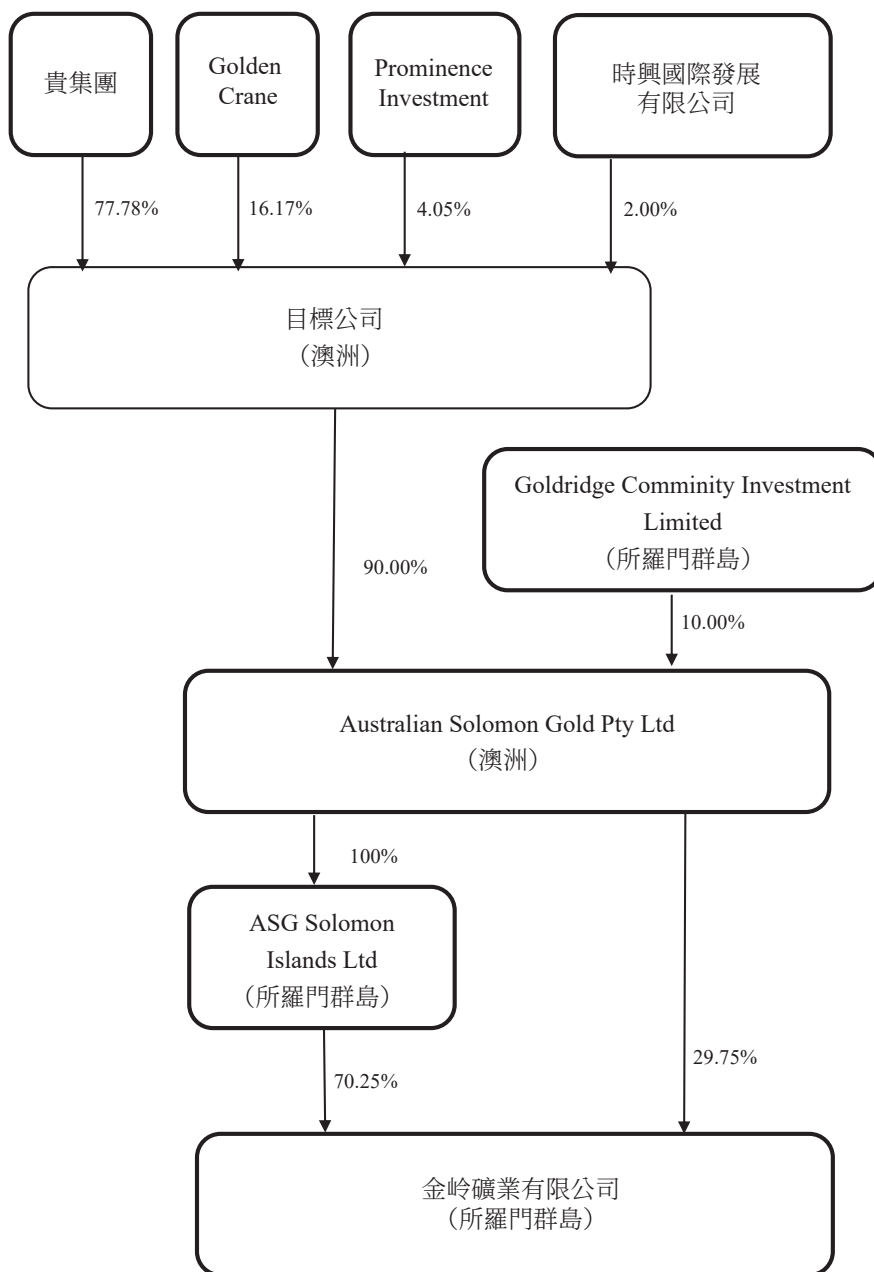 貴集團
Golden
Crane
Prominence
Investment
時興國際發展
有限公司
77.78%
16.17%
4.05%
2.00%
目標公司
（澳洲）
Goldridge Comminity Investment
Limited
（所羅門群島）
90.00%
10.00%
Australian Solomon Gold Pty Ltd
（澳洲）
100%
ASG Solomon
Islands Ltd
（所羅門群島）
29.75%
70.25%
金岭礦業有限公司
（所羅門群島）